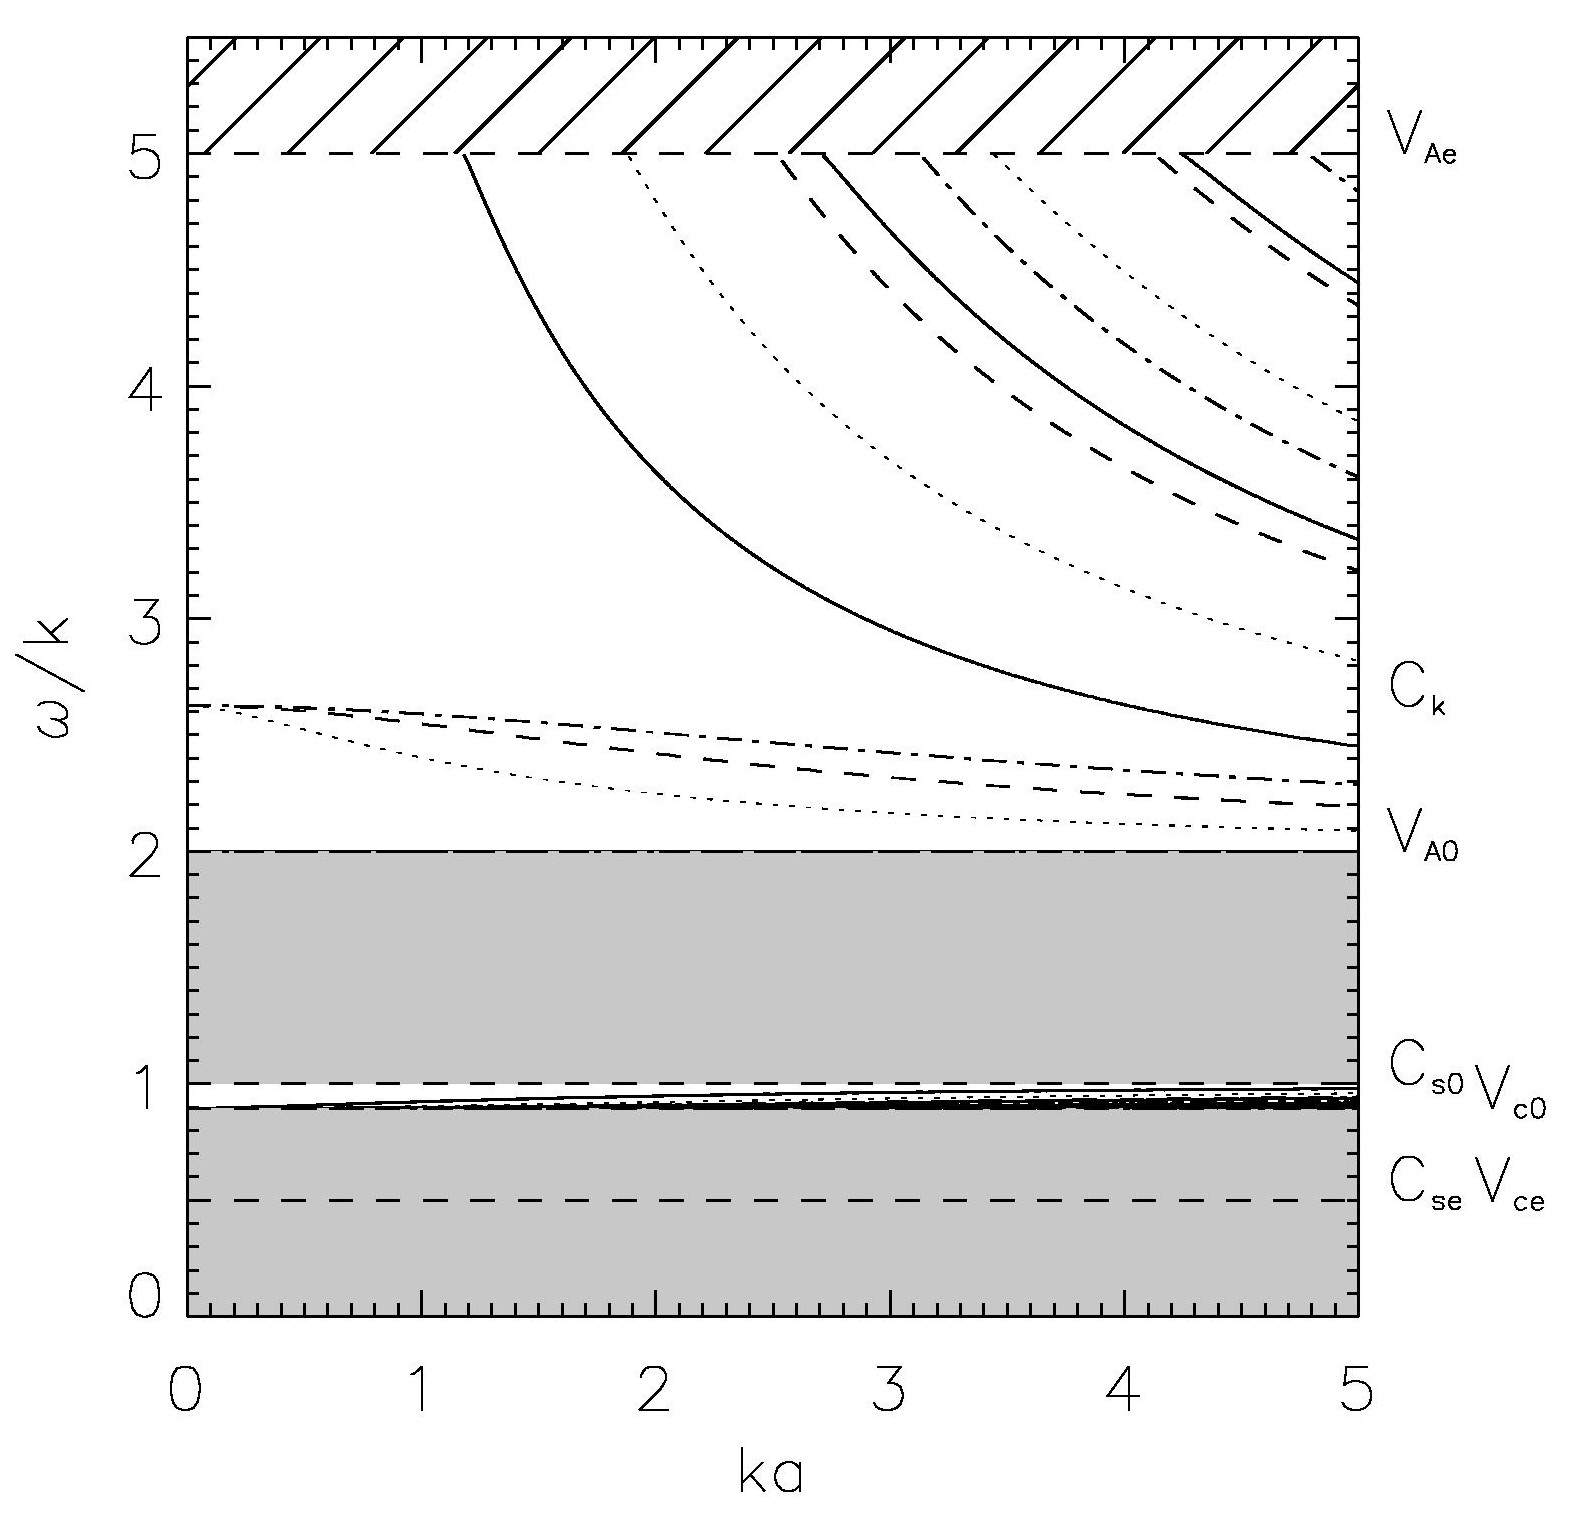 5 V_Ae
4
ω/k
3
C_k
2 V_A0
1 C_s0 V_c0
C_se V_ce
0
0 1 2 3 4 5
ka